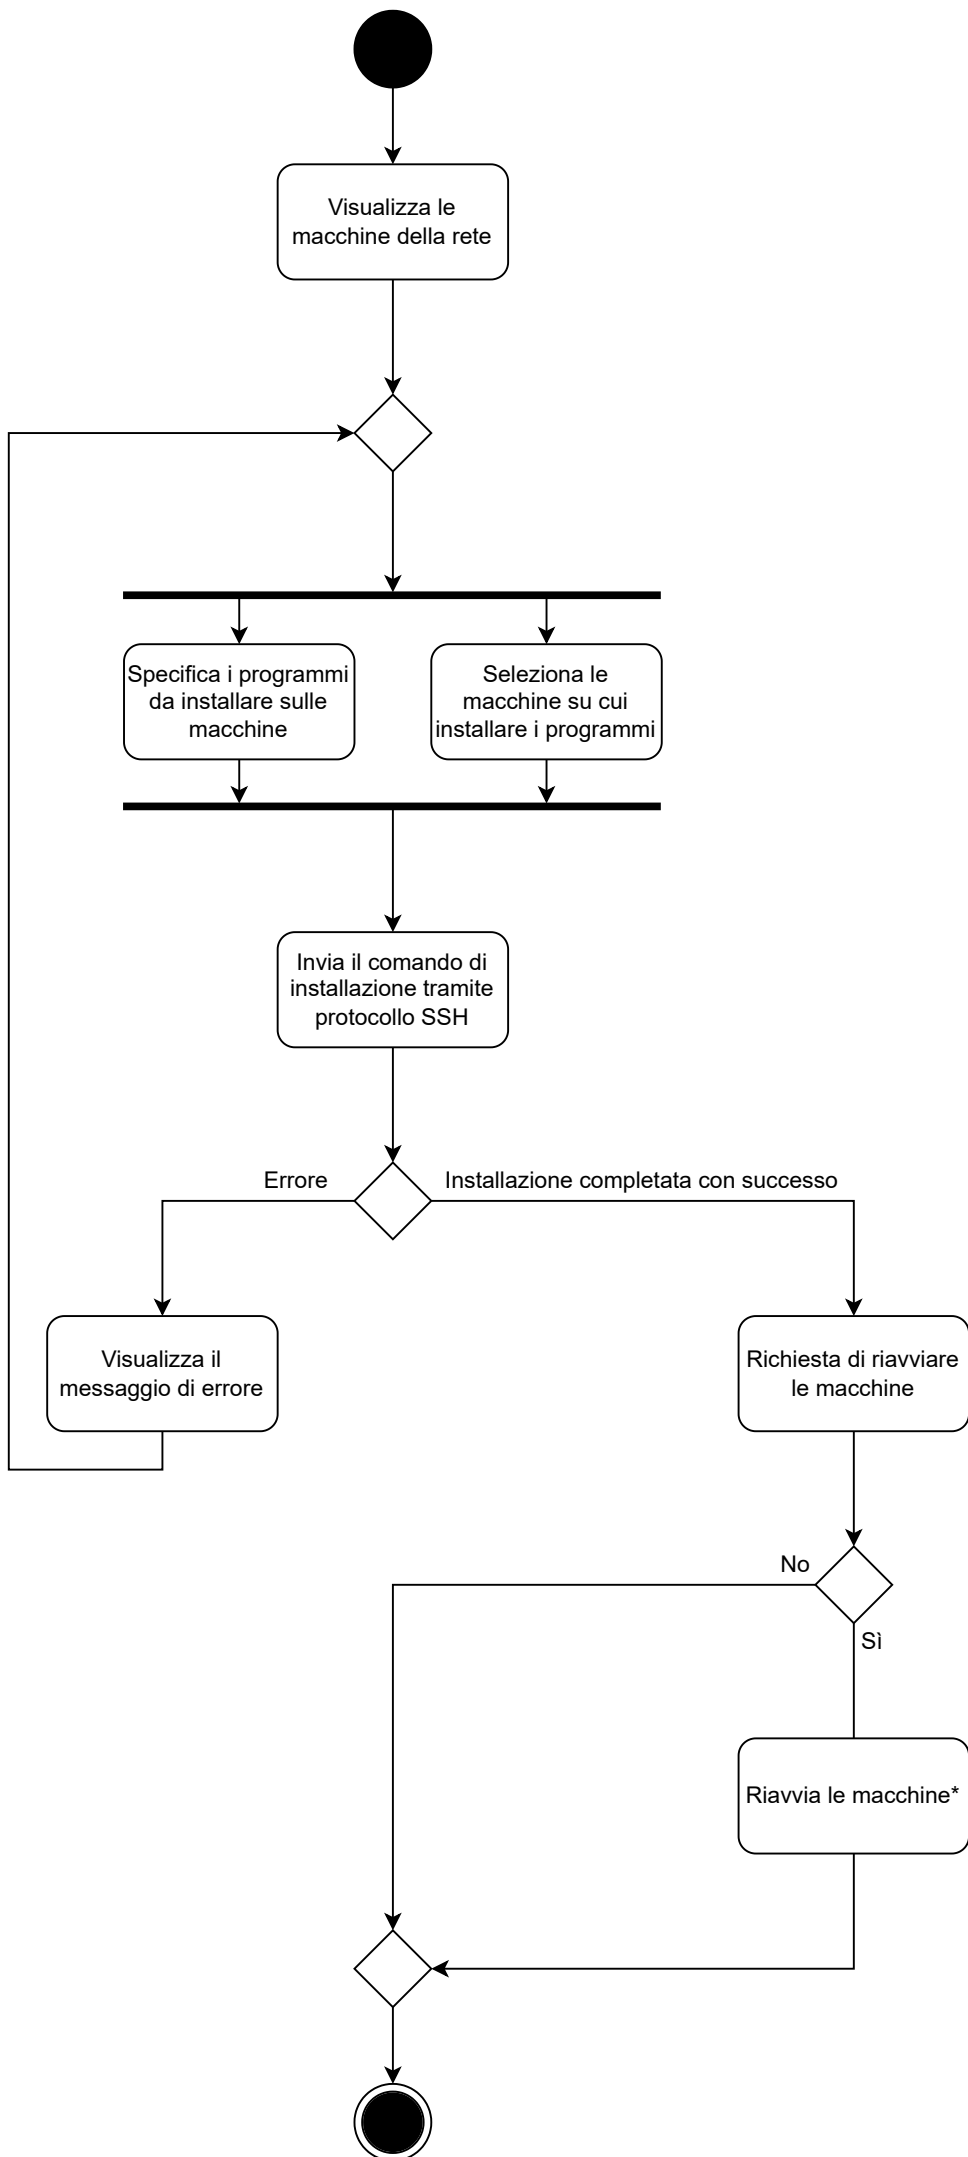 Visualizza le
macchine della rete
Specifica i programmi
da installare sulle
macchine
Seleziona le
macchine su cui
installare i programmi
Invia il comando di
installazione tramite
protocollo SSH
Errore
Installazione completata con successo
Visualizza il
messaggio di errore
Richiesta di riavviare
le macchine
No
Sì
Riavvia le macchine*